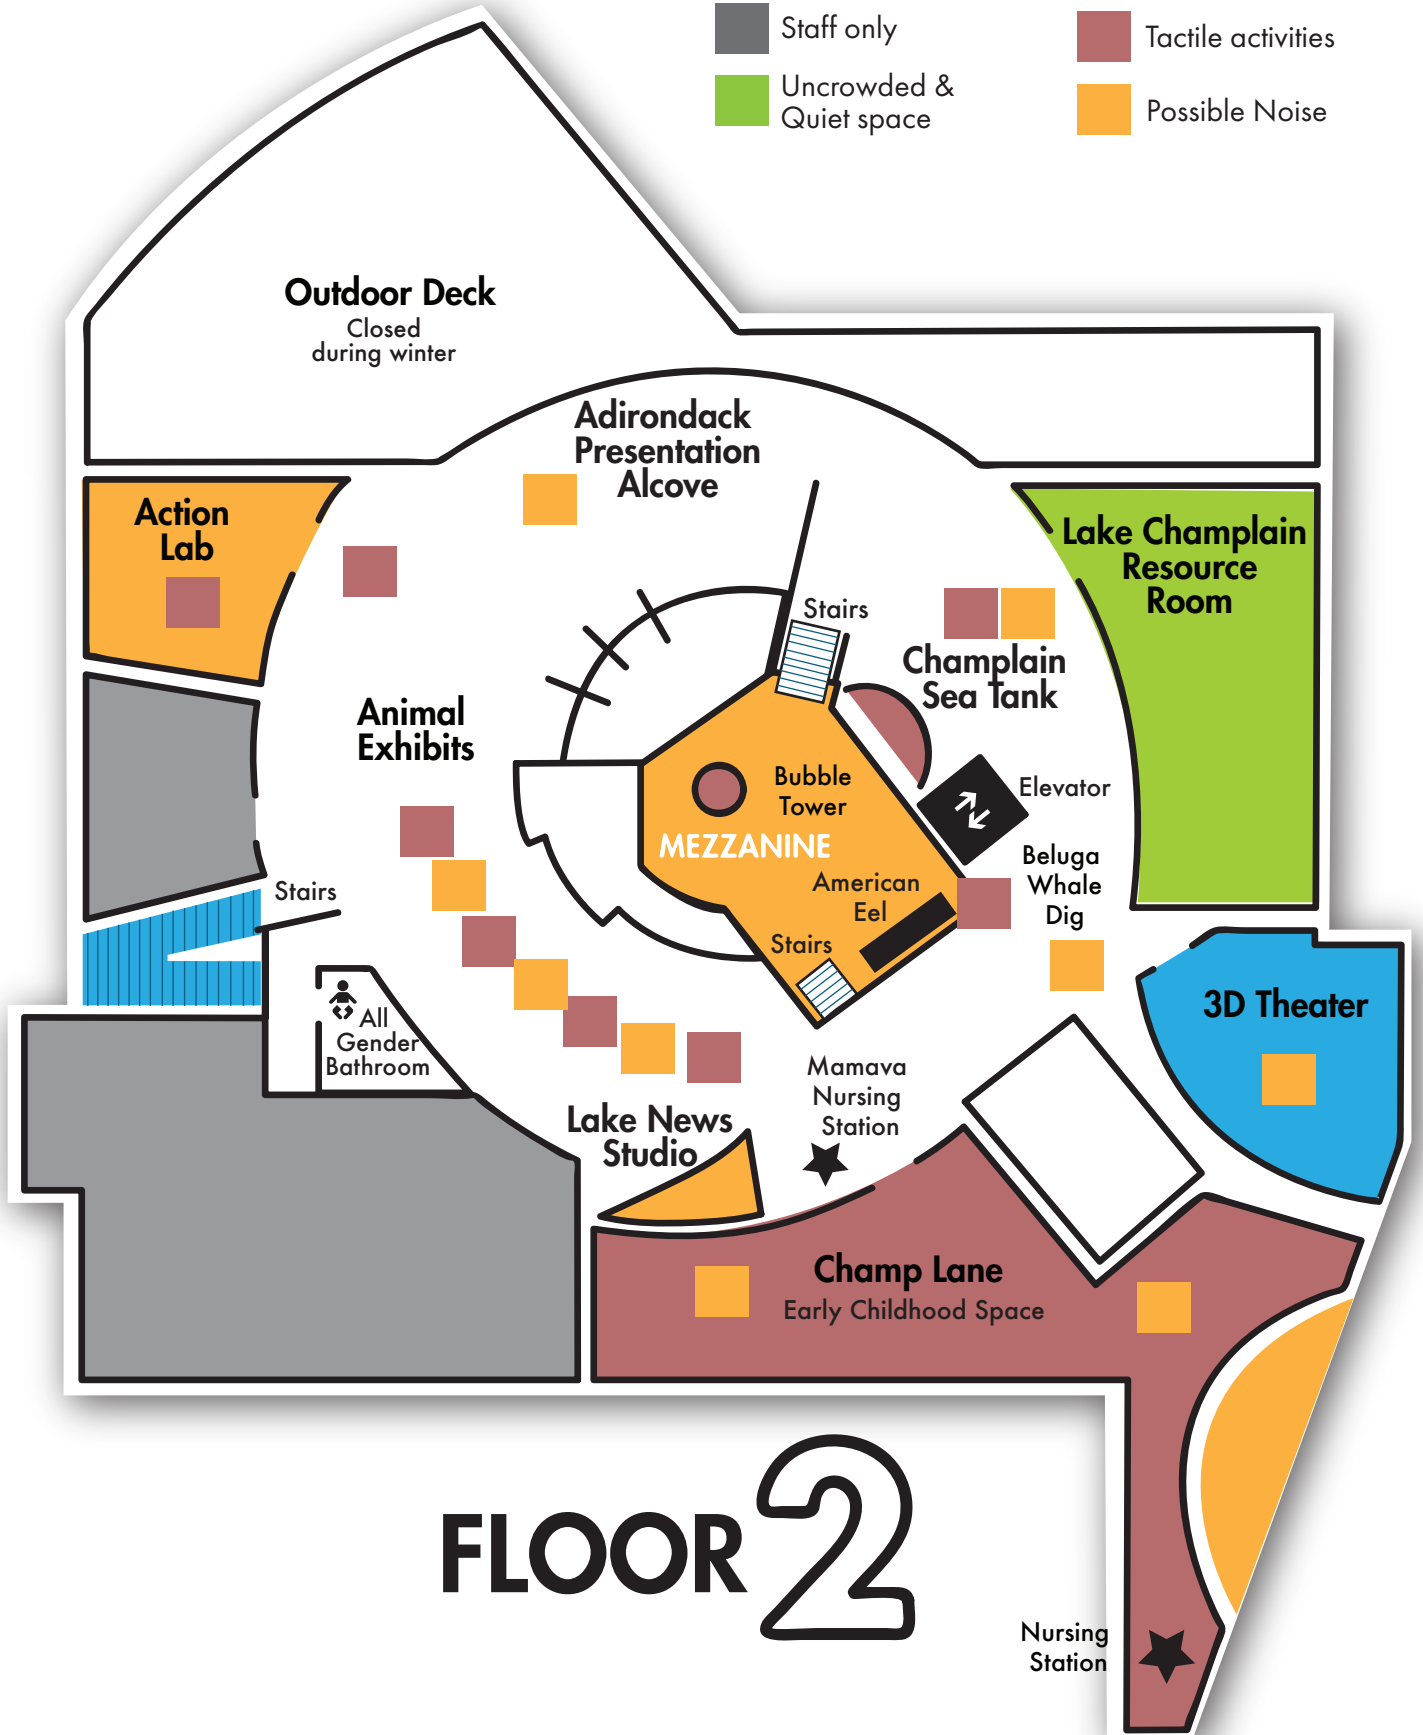 Staff only
Uncrowded &
Quiet space
Tactile activities
Possible Noise
Outdoor Deck
Closed
during winter
Adirondack
Presentation
Alcove
Action
Lab
Lake Champlain
Resource
Room
Stairs
Champlain
Sea Tank
Animal
Exhibits
Bubble
Tower
Elevator
MEZZANINE
Beluga
Whale
Dig
American
Eel
Stairs
Stairs
3D Theater
All
Gender
Bathroom
Mamava
Nursing
Station
Lake News
Studio
Champ Lane
Early Childhood Space
FLOOR 2
Nursing
Station